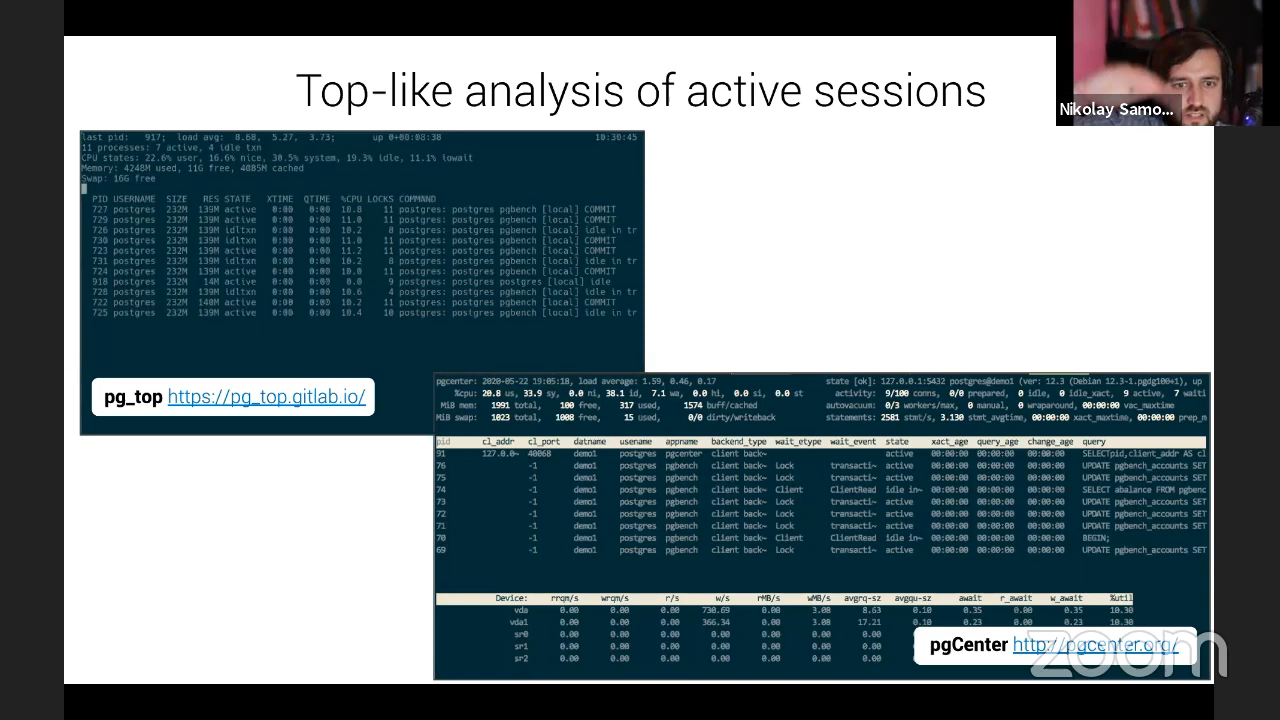 Top-like analysis of active sessions
Nikolay Samo...
last pid: 917; load avg: 8.68, 5.27, 3.73; up 0+00:08:38 10:30:45
11 processes: 7 active, 4 idle txn
CPU states: 22.6% user, 16.6% nice, 30.5% system, 19.3% idle, 11.1% iowait
Memory: 4248M used, 11G free, 4085M cached
Swap: 16G free
PID USERNAME SIZE RES STATE XTIME QTIME %CPU LOCKS COMMAND
727 postgres 232M 139M active 0:00 0:00 10.8 11 postgres: postgres pgbench [local] COMMIT
729 postgres 232M 139M active 0:00 0:00 11.0 11 postgres: postgres pgbench [local] COMMIT
726 postgres 232M 139M idltxn 0:00 0:00 10.2 8 postgres: postgres pgbench [local] idle in tr
730 postgres 232M 139M idltxn 0:00 0:00 11.0 11 postgres: postgres pgbench [local] COMMIT
723 postgres 232M 139M active 0:00 0:00 11.2 11 postgres: postgres pgbench [local] COMMIT
731 postgres 232M 139M idltxn 0:00 0:00 10.2 8 postgres: postgres pgbench [local] idle in tr
724 postgres 232M 139M active 0:00 0:00 10.0 11 postgres: postgres pgbench [local] COMMIT
918 postgres 232M 14M active 0:00 0:00 0.0 9 postgres: postgres postgres [local] idle
728 postgres 232M 139M idltxn 0:00 0:00 10.6 4 postgres: postgres pgbench [local] idle in tr
722 postgres 232M 140M active 0:00 0:00 10.2 11 postgres: postgres pgbench [local] COMMIT
725 postgres 232M 139M active 0:00 0:00 10.4 10 postgres: postgres pgbench [local] idle in tr
pg_top https://pg_top.gitlab.io/
pgcenter: 2020-05-22 19:05:18, load average: 1.59, 0.46, 0.17 state [ok]: 127.0.0.1:5432 postgres@demo1 (ver: 12.3 (Debian 12.3-1.pgdg100+1), up
%cpu: 20.8 us, 33.9 sy, 0.0 ni, 38.1 id, 7.1 wa, 0.0 hi, 0.0 si, 0.0 st activity: 9/100 conns, 0/0 prepared, 0 idle, 0 idle_xact, 9 active, 7 waiti
MiB mem: 1991 total, 100 free, 317 used, 1574 buff/cached autovacuum: 0/3 workers/max, 0 manual, 0 wraparound, 00:00:00 vac_maxtime
MiB swap: 1023 total, 1008 free, 15 used, 0/0 dirty/writeback statements: 2581 stmt/s, 3.130 stmt_avgtime, 00:00:00 xact_maxtime, 00:00:00 prep_m
pid cl_addr cl_port datname usename appname backend_type wait_etype wait_event state xact_age query_age change_age query
91 127.0.0~ 40068 demo1 postgres pgcenter client back~ active 00:00:00 00:00:00 00:00:00 SELECTpid,client_addr AS cl
76 -1 demo1 postgres pgbench client back~ Lock transacti~ active 00:00:00 00:00:00 00:00:00 UPDATE pgbench_accounts SET
75 -1 demo1 postgres pgbench client back~ Lock transacti~ active 00:00:00 00:00:00 00:00:00 UPDATE pgbench_accounts SET
74 -1 demo1 postgres pgbench client back~ Client ClientRead idle in~ 00:00:00 00:00:00 00:00:00 SELECT abalance FROM pgbenc
73 -1 demo1 postgres pgbench client back~ Lock transacti~ active 00:00:00 00:00:00 00:00:00 UPDATE pgbench_accounts SET
72 -1 demo1 postgres pgbench client back~ Lock transacti~ active 00:00:00 00:00:00 00:00:00 UPDATE pgbench_accounts SET
71 -1 demo1 postgres pgbench client back~ Lock transacti~ active 00:00:00 00:00:00 00:00:00 UPDATE pgbench_accounts SET
70 -1 demo1 postgres pgbench client back~ Client ClientRead idle in~ 00:00:00 00:00:00 00:00:00 BEGIN;
69 -1 demo1 postgres pgbench client back~ Lock transacti~ active 00:00:00 00:00:00 00:00:00 UPDATE pgbench_accounts SET
Device: rrqm/s wrqm/s r/s w/s rMB/s wMB/s avgrq-sz avgqu-sz await r_await w_await %util
vda 0.00 0.00 0.00 730.69 0.00 3.08 8.63 0.10 0.35 0.00 0.35 10.30
vda1 0.00 0.00 0.00 366.34 0.00 3.08 17.21 0.10 0.23 0.00 0.23 10.30
sr0 0.00 0.00 0.00 0.00 0.00 0.00 0.00
sr1 0.00 0.00 0.00 0.00 0.00 0.00 0.00
sr2 0.00 0.00 0.00 0.00 0.00 0.00 0.00
pgCenter http://pgcenter.org/
zoom